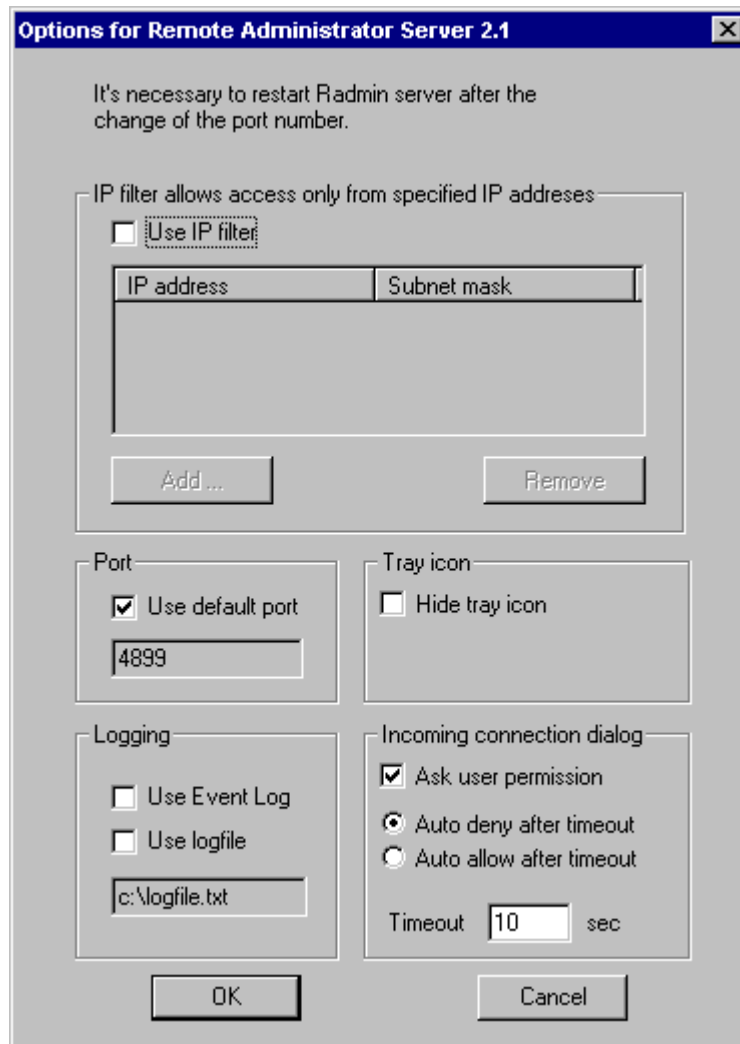 Options for Remote Administrator Server 2.1
It's necessary to restart Radmin server after the
change of the port number.
IP filter allows access only from specified IP addreses
Use IP filter
IP address Subnet mask
Add ... Remove
Port Tray icon
Use default port Hide tray icon
4899
Logging Incoming connection dialog
Ask user permission
Use Event Log
Auto deny after timeout
Use logfile
Auto allow after timeout
c:\logfile.txt
Timeout 10 sec
OK Cancel